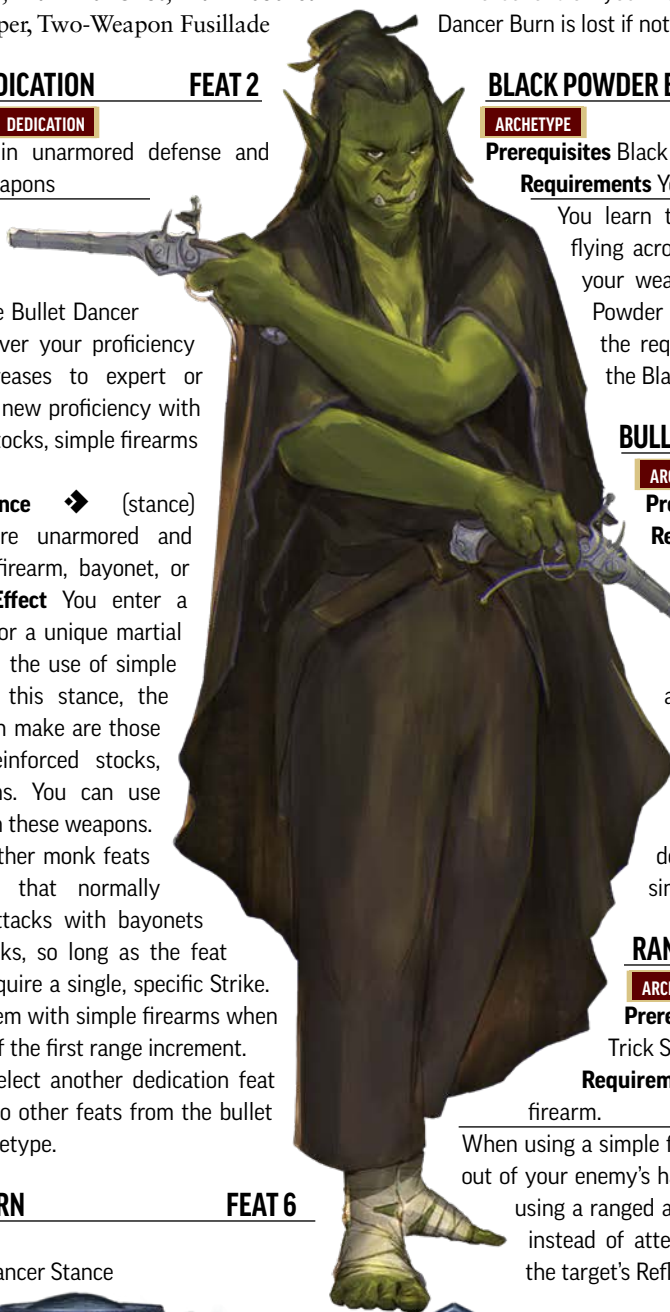 per, Two-Weapon Fusillade
DICATION FEAT 2
DEDICATION
in unarmored defense and
apons
e Bullet Dancer
ver your proficiency
reases to expert or
new proficiency with
tocks, simple firearms
nce (stance)
re unarmored and
firearm, bayonet, or
Effect You enter a
or a unique martial
the use of simple
this stance, the
n make are those
einforced stocks,
ns. You can use
h these weapons.
ther monk feats
that normally
ttacks with bayonets
ks, so long as the feat
quire a single, specific Strike.
em with simple firearms when
f the first range increment.
elect another dedication feat
o other feats from the bullet
hetype.
RN FEAT 6
ancer Stance
Dancer Burn is lost if not
BLACK POWDER B
ARCHETYPE
Prerequisites Black
Requirements Yo
You learn t
flying acro
your wea
Powder
the req
the Bla
BULL
ARC
Pre
Re
a
de
sin
RAN
ARCH
Prere
Trick S
Requirem
firearm.
When using a simple f
out of your enemy's ha
using a ranged a
instead of atte
the target's Refl